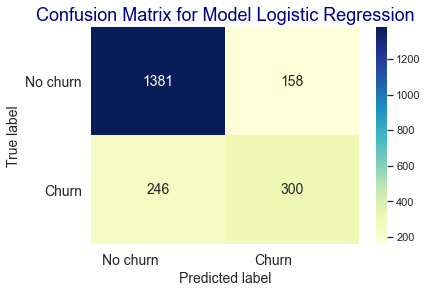 Confusion Matrix for Model Logistic Regression
No churn
1381
158
Churn
246
300
True label
No churn
Churn
Predicted label
1200
1000
800
600
400
200